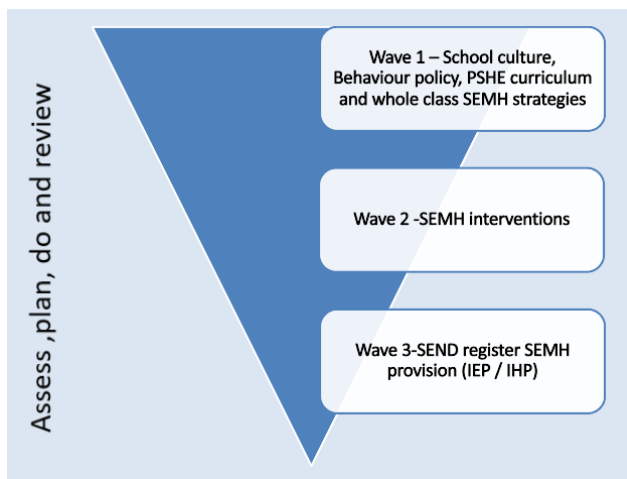 Assess ,plan, do and review
Wave 1 – School culture,
Behaviour policy, PSHE curriculum
and whole class SEMH strategies
Wave 2 -SEMH interventions
Wave 3-SEND register SEMH
provision (IEP / IHP)